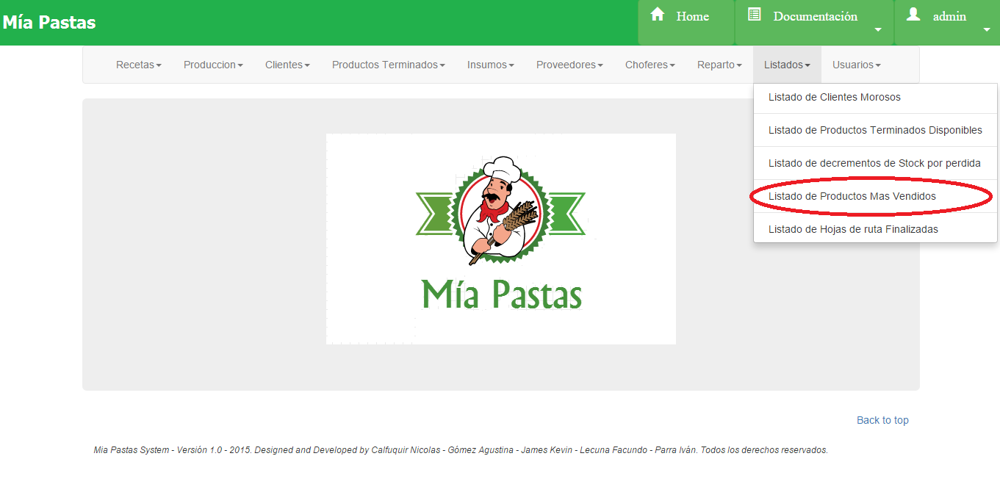 Mía Pastas
Home
Documentación
admin
Recetas
Produccion
Clientes
Productos Terminados
Insumos
Proveedores
Choferes
Reparto
Listados
Usuarios
Listado de Clientes Morosos
Listado de Productos Terminados Disponibles
Listado de decrementos de Stock por perdida
Listado de Productos Mas Vendidos
Listado de Hojas de ruta Finalizadas
Mía Pastas
Back to top
Mia Pastas System - Versión 1.0 - 2015. Designed and Developed by Calfuquir Nicolas - Gómez Agustina - James Kevin - Lecuna Facundo - Parra Iván. Todos los derechos reservados.